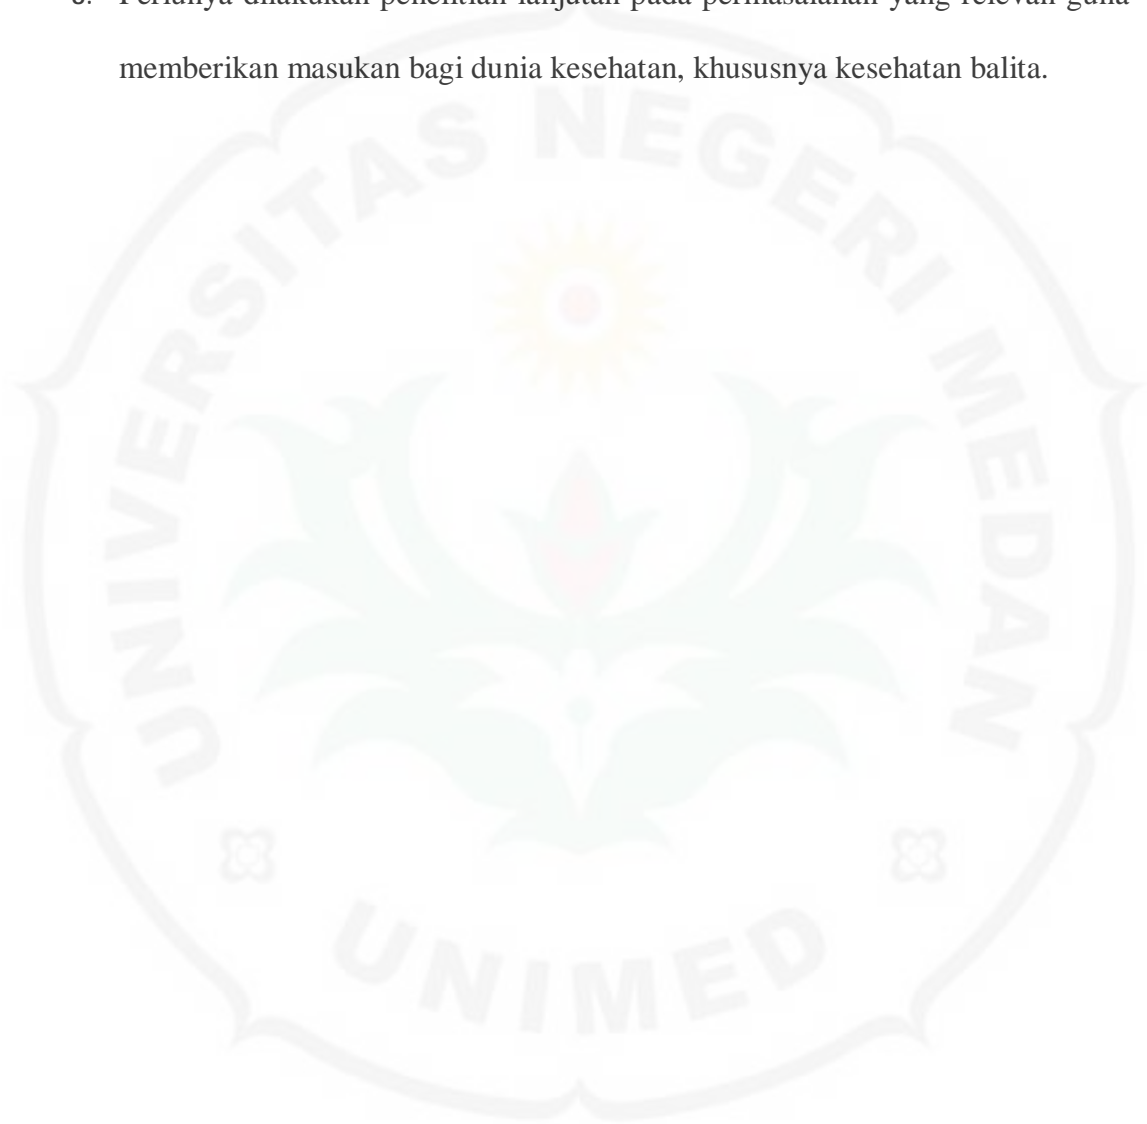 Perlunya dilakukan penelitian lanjutan pada permasalahan yang relevan guna
memberikan masukan bagi dunia kesehatan, khususnya kesehatan balita.
UNIVERSITAS NEGERI MEDAN
UNIMED